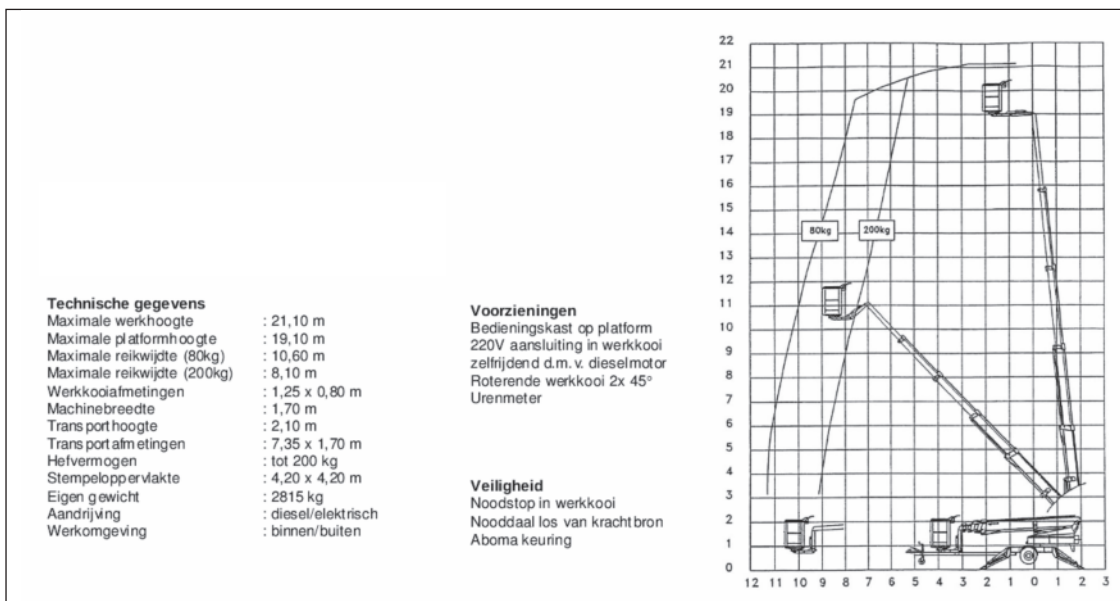 Technische gegevens
Maximale werkhoogte : 21,10 m
Maximale platformhoogte : 19,10 m
Maximale reikwijdte (80kg) : 10,60 m
Maximale reikwijdte (200kg) : 8,10 m
Werkkooiafmetingen : 1,25 x 0,80 m
Machinebreedte : 1,70 m
Transporthoogte : 2,10 m
Transportafmetingen : 7,35 x 1,70 m
Hefvermogen : tot 200 kg
Stempeloppervlakte : 4,20 x 4,20 m
Eigen gewicht : 2815 kg
Aandrijving : diesel/elektrisch
Werkomgeving : binnen/buiten
Voorzieningen
Bedieningskast op platform
220V aansluiting in werkkooi
zelfrijdend d.m.v. dieselmotor
Roterende werkkooi 2x 45°
Urenmeter
Veiligheid
Noodstop in werkkooi
Nooddaal los van krachtbron
Aboma keuring
22
21
20
19
18
17
16
15
14
13
12
11
10
9
8
7
6
5
4
3
2
1
0
80kg 200kg
12 11 10 9 8 7 6 5 4 3 2 1 0 1 2 3